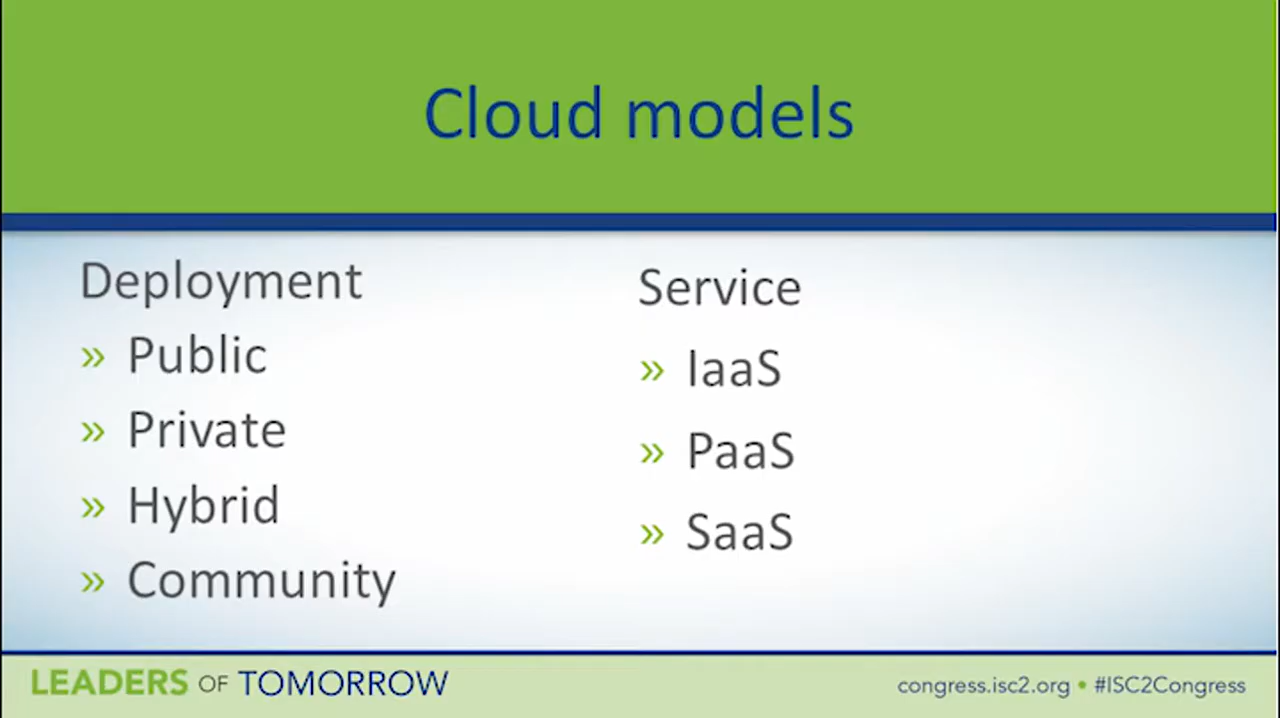 Cloud models
Deployment
» Public
» Private
» Hybrid
» Community
Service
» IaaS
» PaaS
» SaaS
LEADERS OF TOMORROW
congress.isc2.org • #ISC2Congress